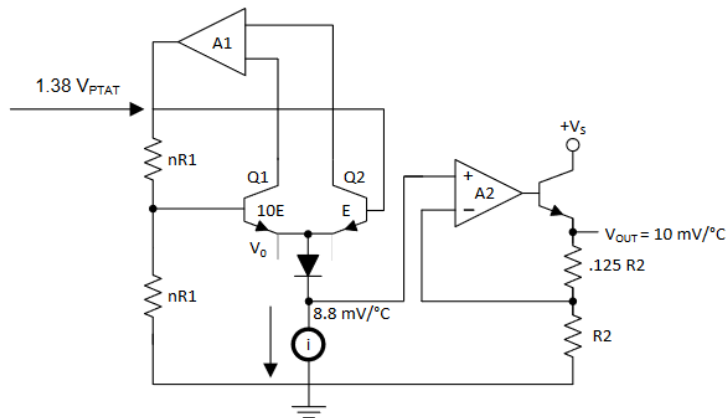 A1
1.38 VPTAT
+VS
nR1
Q1
Q2
A2
+
−
10E
E
VOUT = 10 mV/°C
V0
.125 R2
nR1
8.8 mV/°C
i
R2